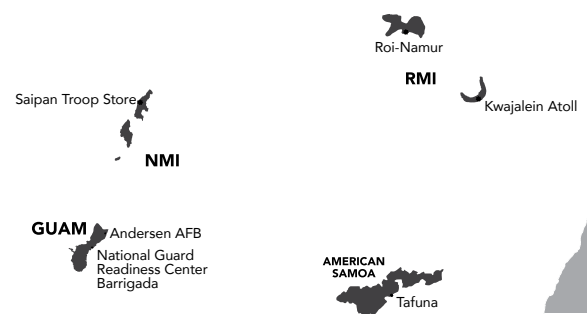 Roi-Namur
RMI
Kwajalein Atoll
Saipan Troop Store
NMI
GUAM
Andersen AFB
National Guard
Readiness Center
Barrigada
AMERICAN
SAMOA
Tafuna